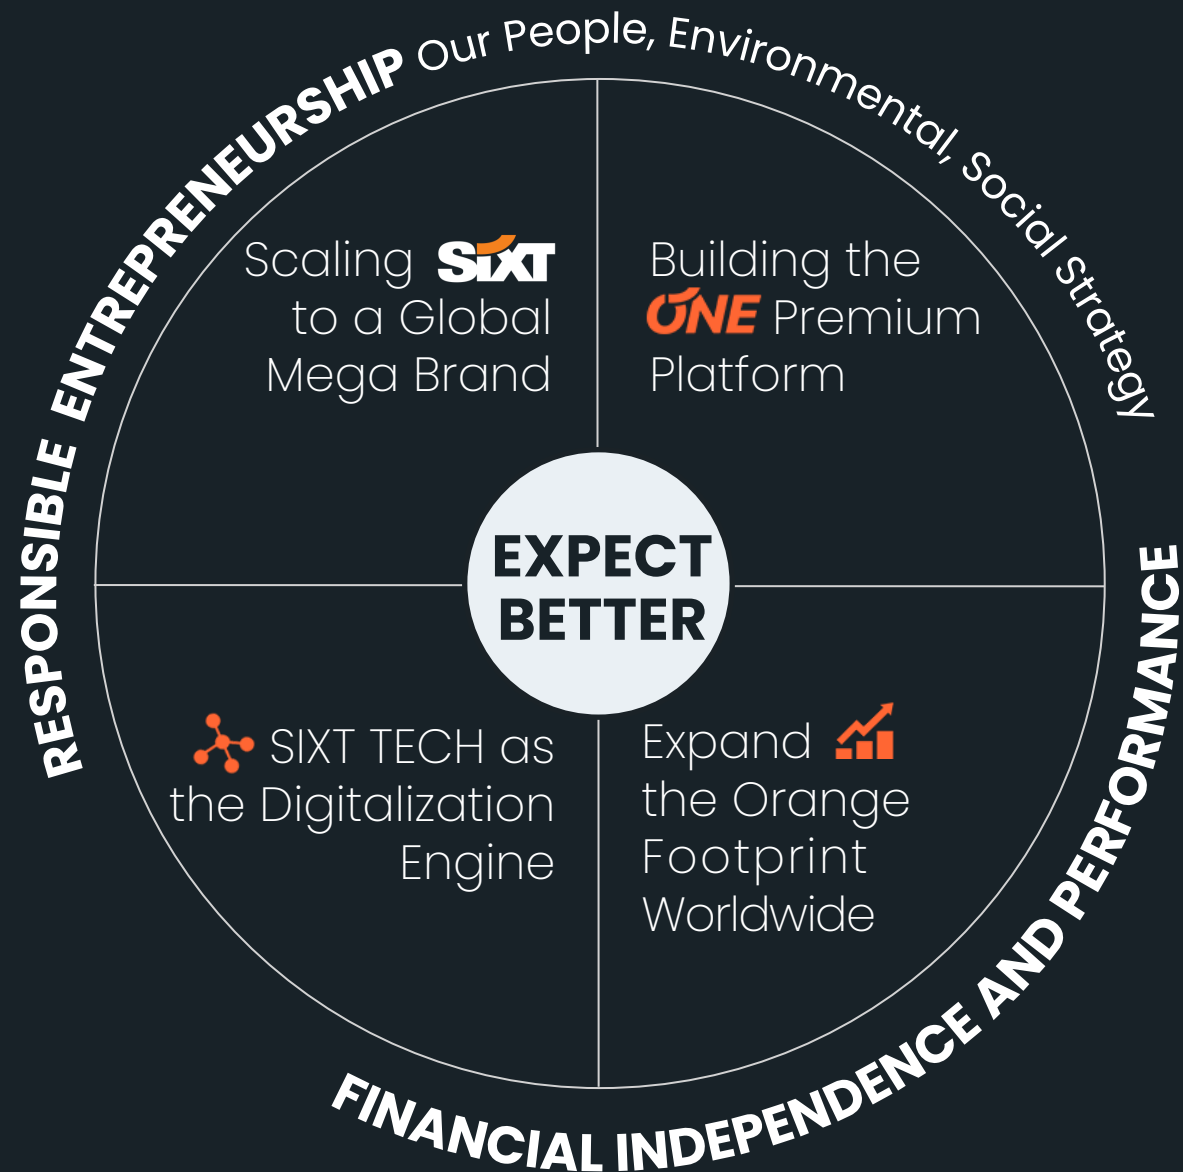 RESPONSIBLE ENTREPRENEURSHIP Our People, Environmental, Social Strategy
Scaling SIXT
to a Global
Mega Brand
Building the
ONE Premium
Platform
EXPECT
BETTER
SIXT TECH as
the Digitalization
Engine
Expand
the Orange
Footprint
Worldwide
FINANCIAL INDEPENDENCE AND PERFORMANCE